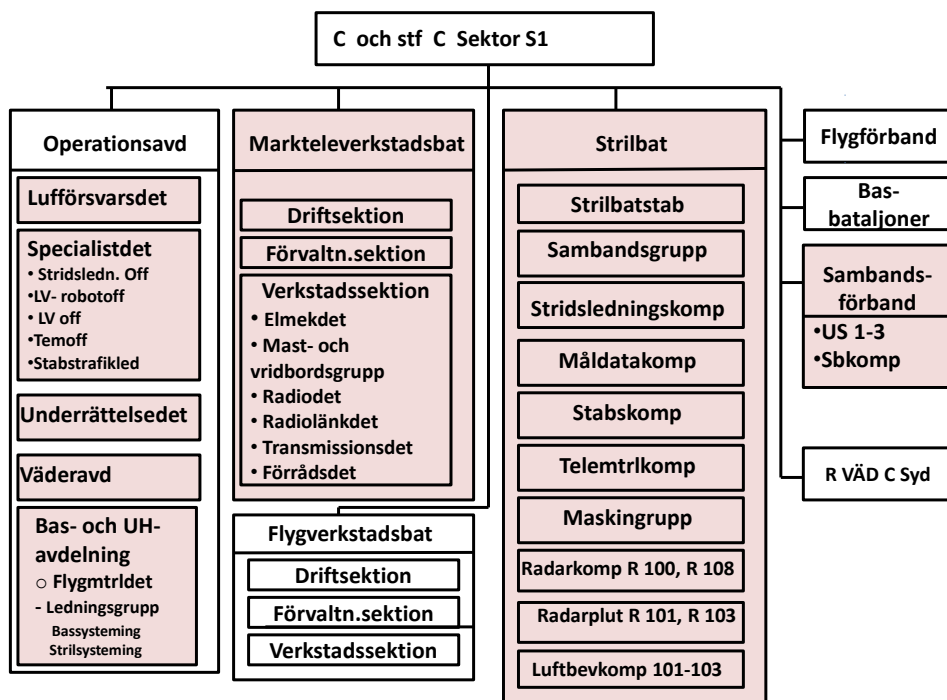 C och stf C Sektor S1
Operationsavd
Lufförsvarsdet
Specialistdet
• Stridsledn. Off
•LV- robotoff
• LV off
•Temoff
•Stabstrafikled
Underrättelsedet
Väderavd
Bas- och UH-
avdelning
○ Flygmtrldet
- Ledningsgrupp
Bassysteming
Strilsysteming
Markteleverkstadsbat
Driftsektion
Förvaltn.sektion
Verkstadssektion
• Elmekdet
• Mast- och
vridbordsgrupp
• Radiodet
• Radiolänkdet
• Transmissionsdet
• Förrådsdet
Flygverkstadsbat
Driftsektion
Förvaltn.sektion
Verkstadssektion
Strilbat
Strilbatstab
Sambandsgrupp
Stridsledningskomp
Måldatakomp
Stabskomp
Telemtrlkomp
Maskingrupp
Radarkomp R 100, R 108
Radarplut R 101, R 103
Luftbevkomp 101-103
Flygförband
Bas-
bataljoner
Sambands-
förband
•US 1-3
•Sbkomp
R VÄD C Syd